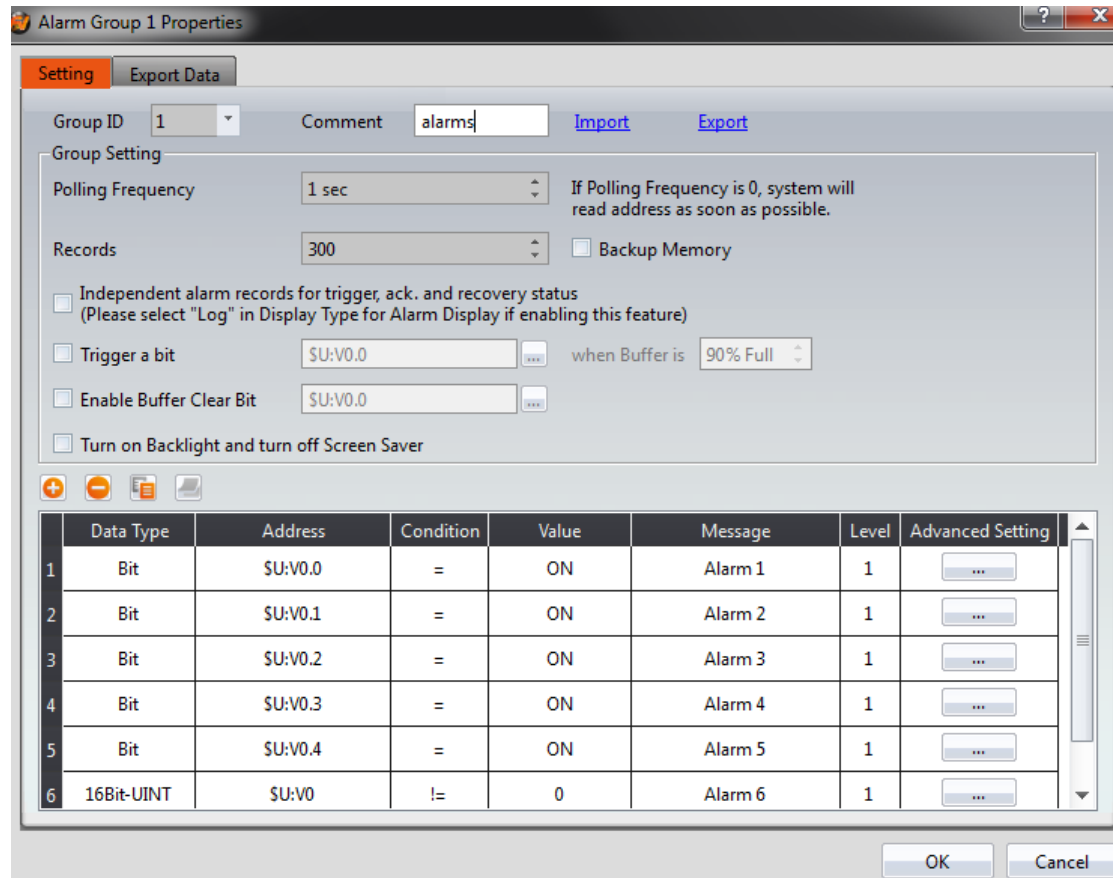 Alarm Group 1 Properties
?
x
Setting Export Data
Group ID 1 Comment alarms Import Export
Group Setting
Polling Frequency 1 sec If Polling Frequency is 0, system will
read address as soon as possible.
Records 300 Backup Memory
Independent alarm records for trigger, ack. and recovery status
(Please select "Log" in Display Type for Alarm Display if enabling this feature)
Trigger a bit $U:V0.0 ... when Buffer is 90% Full
Enable Buffer Clear Bit $U:V0.0 ...
Turn on Backlight and turn off Screen Saver
Data Type Address Condition Value Message Level Advanced Setting
1 Bit $U:V0.0 = ON Alarm 1 1 ...
2 Bit $U:V0.1 = ON Alarm 2 1 ...
3 Bit $U:V0.2 = ON Alarm 3 1 ...
4 Bit $U:V0.3 = ON Alarm 4 1 ...
5 Bit $U:V0.4 = ON Alarm 5 1 ...
6 16Bit-UINT $U:V0 != 0 Alarm 6 1 ...
OK Cancel